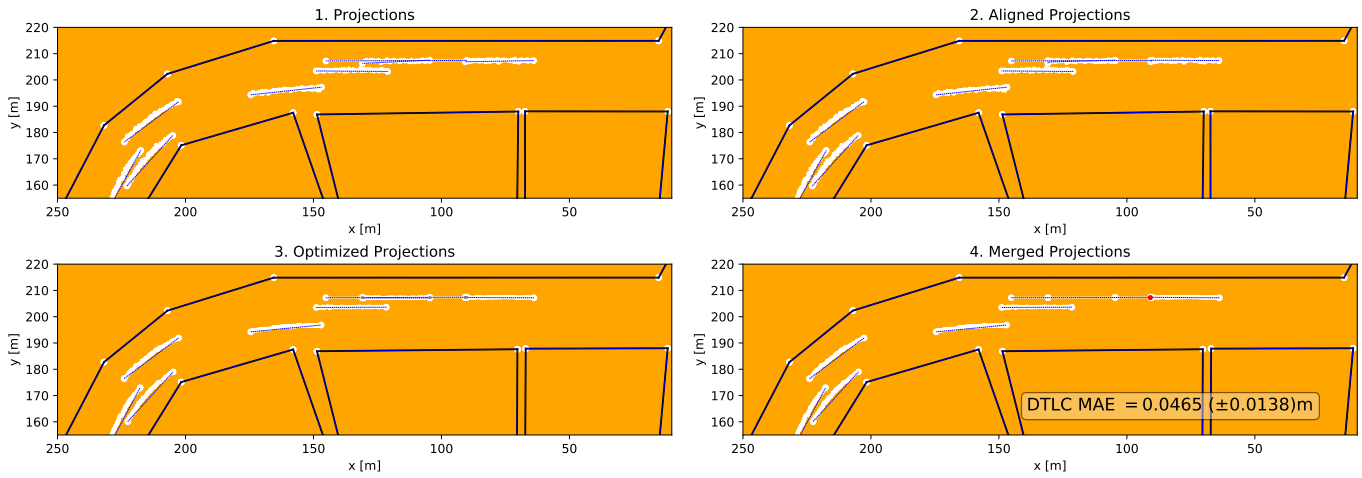 1. Projections
220
210
200
190
180
170
160
y [m]
250 200 150 100 50
x [m]
2. Aligned Projections
220
210
200
190
180
170
160
y [m]
250 200 150 100 50
x [m]
3. Optimized Projections
220
210
200
190
180
170
160
y [m]
250 200 150 100 50
x [m]
4. Merged Projections
220
210
200
190
180
170
160
y [m]
DTLC MAE = 0.0465 (±0.0138)m
250 200 150 100 50
x [m]